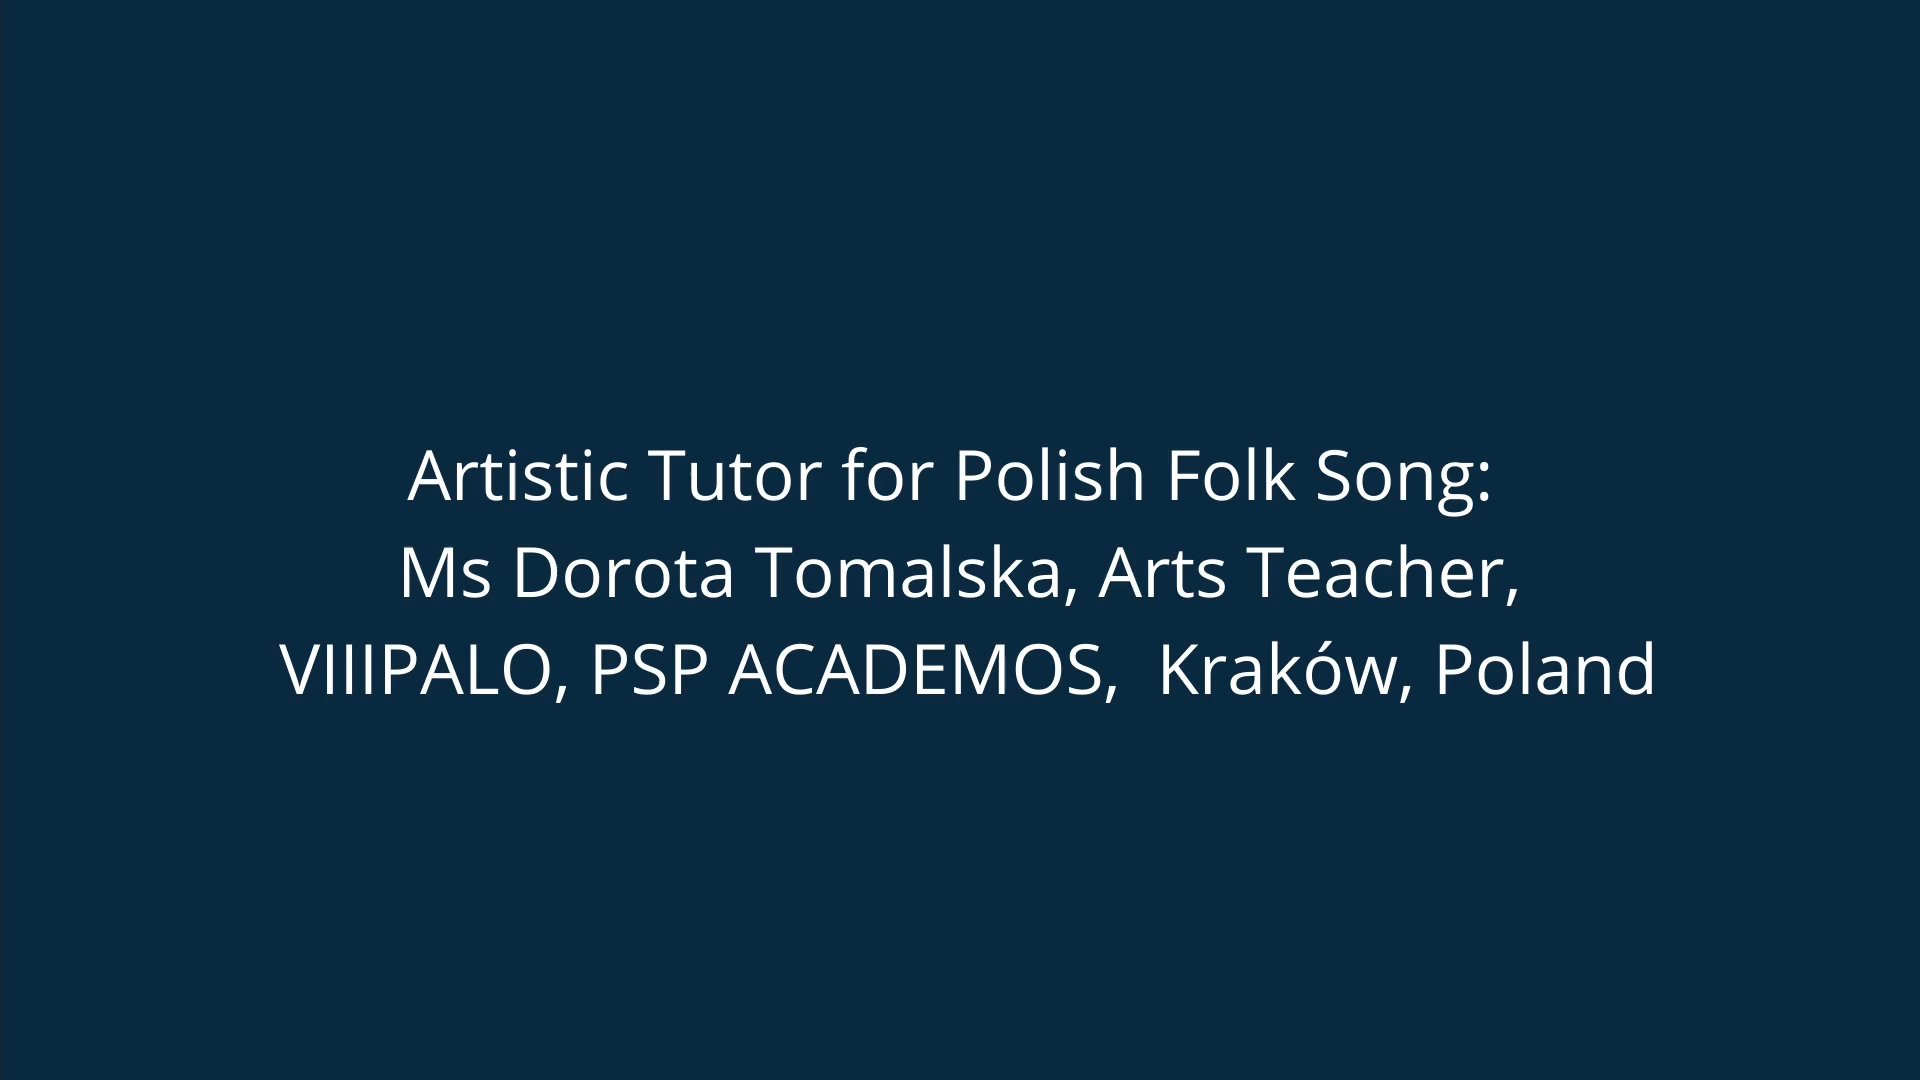 Artistic Tutor for Polish Folk Song:
Ms Dorota Tomalska, Arts Teacher,
VIIIPALO, PSP ACADEMOS,  Kraków, Poland